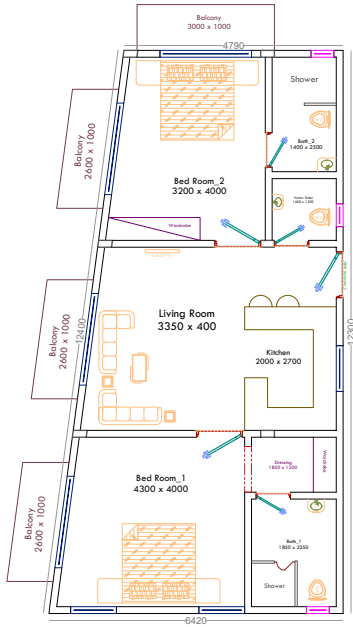 Balcony
3000 x 1000
4790
Shower
Balcony
2600 x 1000
Bath_2
1400 x 2500
Bed Room_2
3200 x 4000
Wardrobe
Living Room
3350 x 400
Balcony
2600 x 1000
12400
12300
Kitchen
2000 x 2700
Bed Room_1
4300 x 4000
Dressing
1850 x 1200
Wardrobe
Balcony
2600 x 1000
Bath_1
1850 x 2350
Shower
6420